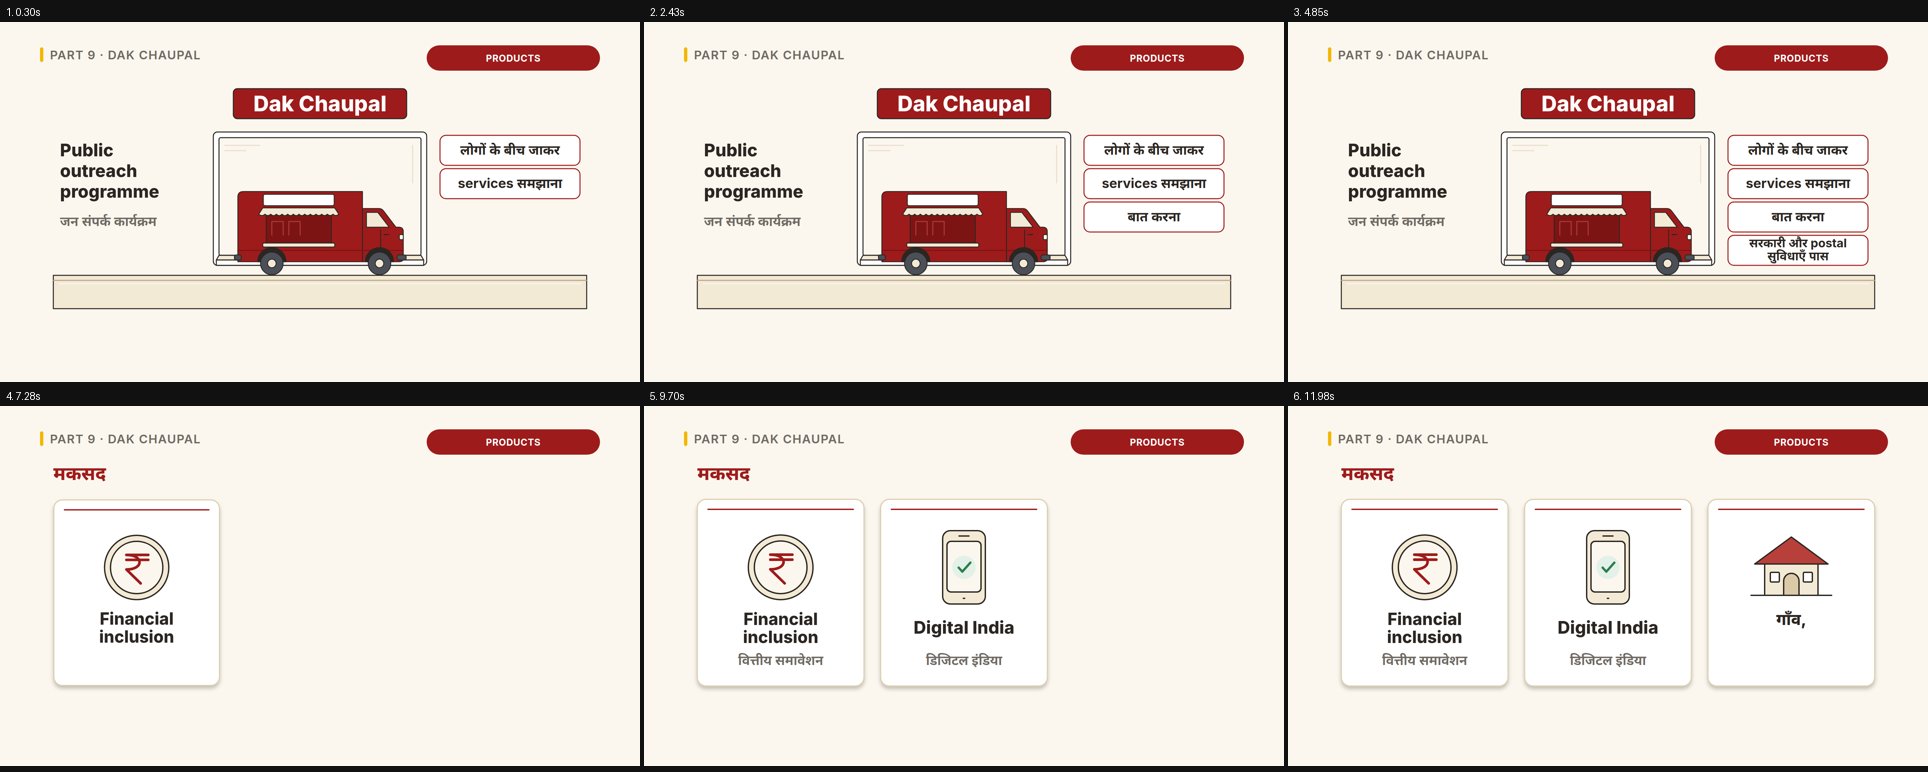 1. 0.30s
PART 9 · DAK CHAUPAL
PRODUCTS
Dak Chaupal
Public
outreach
programme
जन संपर्क कार्यक्रम
लोगों के बीच जाकर
services समझाना
2. 2.43s
PART 9 · DAK CHAUPAL
PRODUCTS
Dak Chaupal
Public
outreach
programme
जन संपर्क कार्यक्रम
लोगों के बीच जाकर
services समझाना
बात करना
3. 4.85s
PART 9 · DAK CHAUPAL
PRODUCTS
Dak Chaupal
Public
outreach
programme
जन संपर्क कार्यक्रम
लोगों के बीच जाकर
services समझाना
बात करना
सरकारी और postal
सुविधाएँ पास
4. 7.28s
PART 9 · DAK CHAUPAL
PRODUCTS
मकसद
₹
Financial
inclusion
5. 9.70s
PART 9 · DAK CHAUPAL
PRODUCTS
मकसद
₹
Financial
inclusion
वित्तीय समावेशन
Digital India
डिजिटल इंडिया
6. 11.98s
PART 9 · DAK CHAUPAL
PRODUCTS
मकसद
₹
Financial
inclusion
वित्तीय समावेशन
Digital India
डिजिटल इंडिया
गाँव,